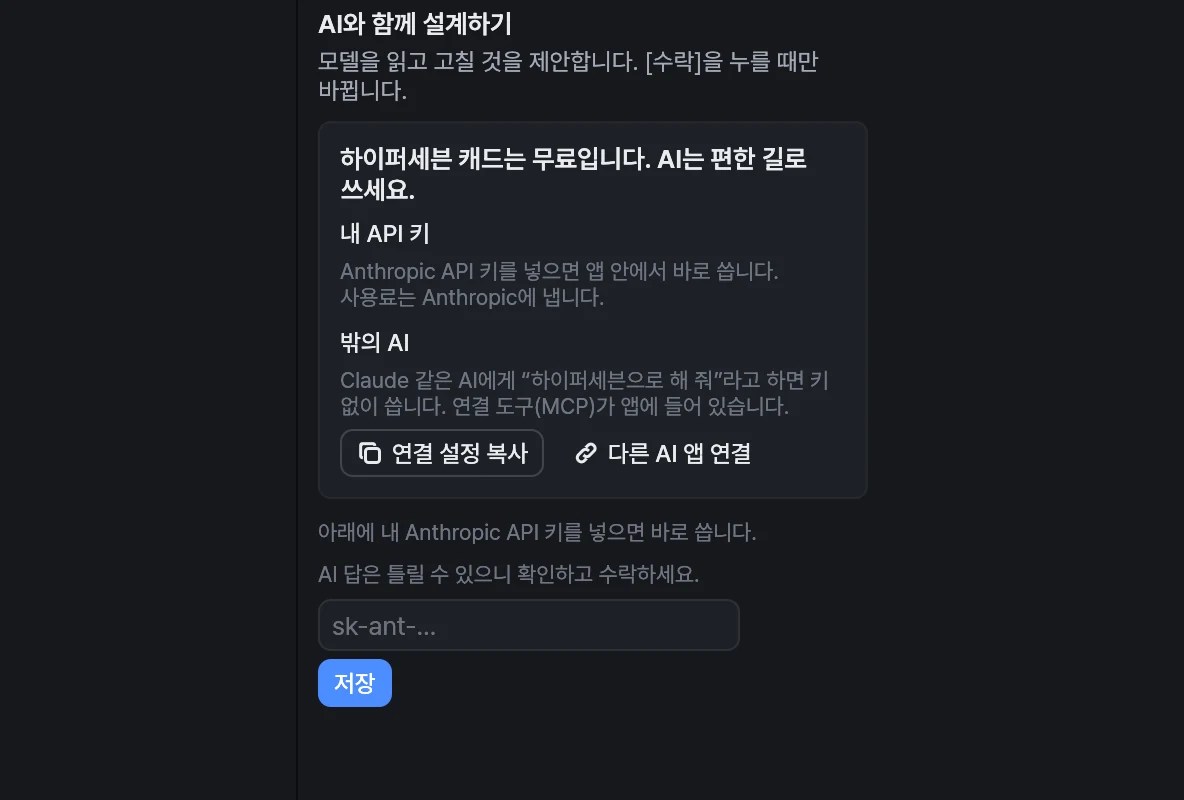 AI와 함께 설계하기
모델을 읽고 고칠 것을 제안합니다. [수락]을 누를 때만
바뀝니다.
하이퍼세븐 캐드는 무료입니다. AI는 편한 길로
쓰세요.
내 API 키
Anthropic API 키를 넣으면 앱 안에서 바로 씁니다.
사용료는 Anthropic에 냅니다.
밖의 AI
Claude 같은 AI에게 “하이퍼세븐으로 해 줘”라고 하면 키
없이 씁니다. 연결 도구(MCP)가 앱에 들어 있습니다.
연결 설정 복사 다른 AI 앱 연결
아래에 내 Anthropic API 키를 넣으면 바로 씁니다.
AI 답은 틀릴 수 있으니 확인하고 수락하세요.
sk-ant-...
저장